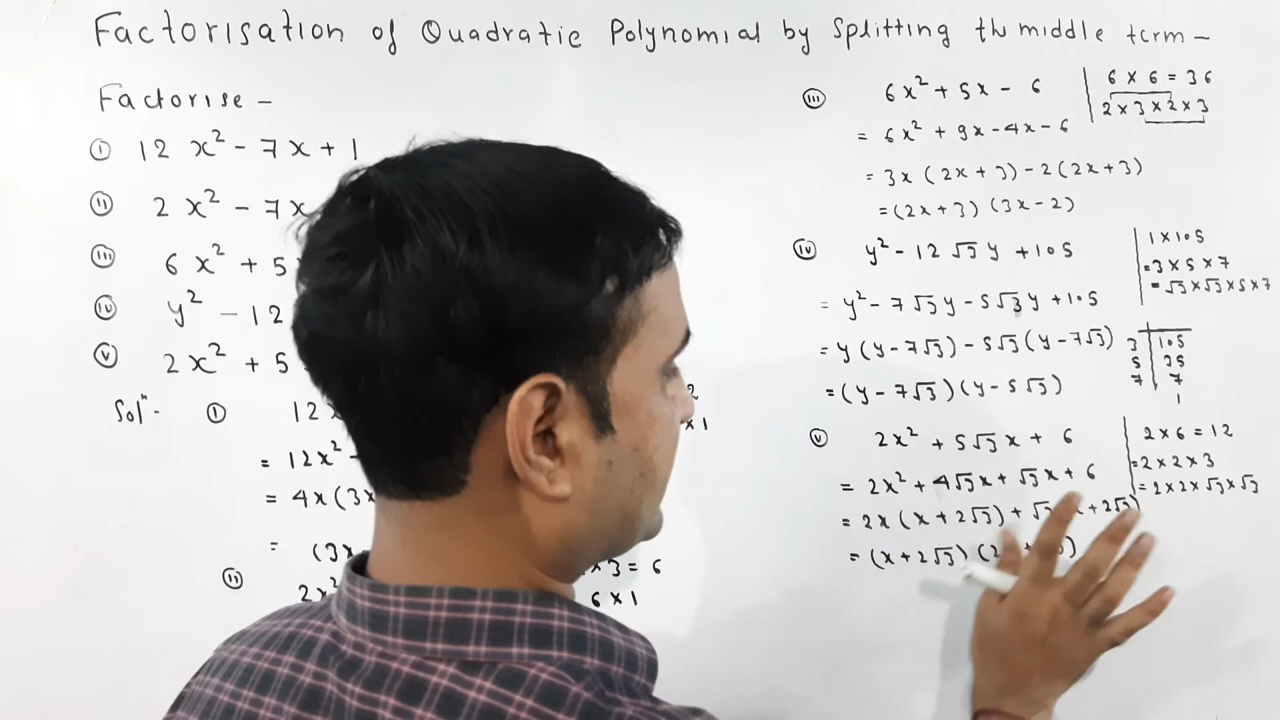 Factorisation of Quadratic Polynomial by Splitting the middle term –
Factorise –
(i) 12 x² – 7x + 1
(ii) 2 x² – 7x
(iii) 6 x² + 5
(iv) y² – 12
(v) 2x² + 5
Solⁿ- (i) 12
= 12x² –
= 4x(3x
= (3x
(ii) 2x²
2
×1
×3 = 6
6×1
(iii) 6x² + 5x – 6
= 6x² + 9x – 4x – 6
= 3x (2x + 3) – 2 (2x + 3)
= (2x + 3) (3x – 2)
6 × 6 = 36
2 × 3 × 2 × 3
(iv) y² – 12√3 y + 105
= y² – 7√3 y – 5√3 y + 105
= y (y – 7√3) – 5√3 (y – 7√3)
= (y – 7√3) (y – 5√3)
1 × 105
= 3 × 5 × 7
= √3 × √3 × 5 × 7
3 105
5 35
7 7
1
(v) 2x² + 5√3 x + 6
= 2x² + 4√3 x + √3 x + 6
= 2x (x + 2√3) + + 2√3)
= (x + 2√3) (2 )
2 × 6 = 12
= 2 × 2 × 3
= 2 × 2 × √3 × √3